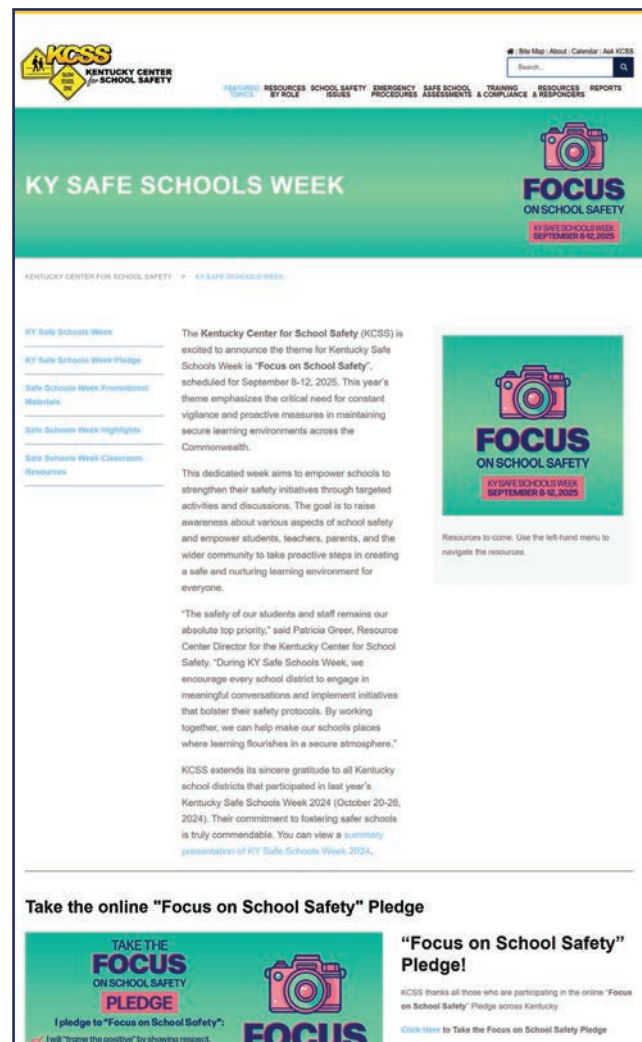 KCSS
KENTUCKY CENTER
for SCHOOL SAFETY
Site Map | About | Calendar | Ask KCSS
Search...
FEATURED TOPICS
RESOURCES BY ROLE
SCHOOL SAFETY ISSUES
EMERGENCY PROCEDURES
SAFE SCHOOL ASSESSMENTS
TRAINING & COMPLIANCE
RESOURCES & RESPONDERS
REPORTS
KY SAFE SCHOOLS WEEK
FOCUS
ON SCHOOL SAFETY
KY SAFE SCHOOLS WEEK
SEPTEMBER 8-12, 2025
KENTUCKY CENTER FOR SCHOOL SAFETY > KY SAFE SCHOOLS WEEK
KY Safe Schools Week
KY Safe Schools Week Pledge
Safe Schools Week Promotional
Materials
Safe Schools Week Highlights
Safe Schools Week Classroom
Resources
The Kentucky Center for School Safety (KCSS) is
excited to announce the theme for Kentucky Safe
Schools Week is “Focus on School Safety”,
scheduled for September 8-12, 2025. This year’s
theme emphasizes the critical need for constant
vigilance and proactive measures in maintaining
secure learning environments across the
Commonwealth.
This dedicated week aims to empower schools to
strengthen their safety initiatives through targeted
activities and discussions. The goal is to raise
awareness about various aspects of school safety
and empower students, teachers, parents, and the
wider community to take proactive steps in creating
a safe and nurturing learning environment for
everyone.
“The safety of our students and staff remains our
absolute top priority,” said Patricia Greer, Resource
Center Director for the Kentucky Center for School
Safety. “During KY Safe Schools Week, we
encourage every school district to engage in
meaningful conversations and implement initiatives
that bolster their safety protocols. By working
together, we can help make our schools places
where learning flourishes in a secure atmosphere.”
KCSS extends its sincere gratitude to all Kentucky
school districts that participated in last year’s
Kentucky Safe Schools Week 2024 (October 20-26,
2024). Their commitment to fostering safer schools
is truly commendable. You can view a summary
presentation of KY Safe Schools Week 2024.
FOCUS
ON SCHOOL SAFETY
KY SAFE SCHOOLS WEEK
SEPTEMBER 8-12, 2025
Resources to come. Use the left-hand menu to
navigate the resources.
Take the online "Focus on School Safety" Pledge
TAKE THE
FOCUS
ON SCHOOL SAFETY
PLEDGE
I pledge to “Focus on School Safety”:
I will “frame the positive” by showing respect,
FOCUS
“Focus on School Safety”
Pledge!
KCSS thanks all those who are participating in the online “Focus
on School Safety” Pledge across Kentucky
Click Here to Take the Focus on School Safety Pledge